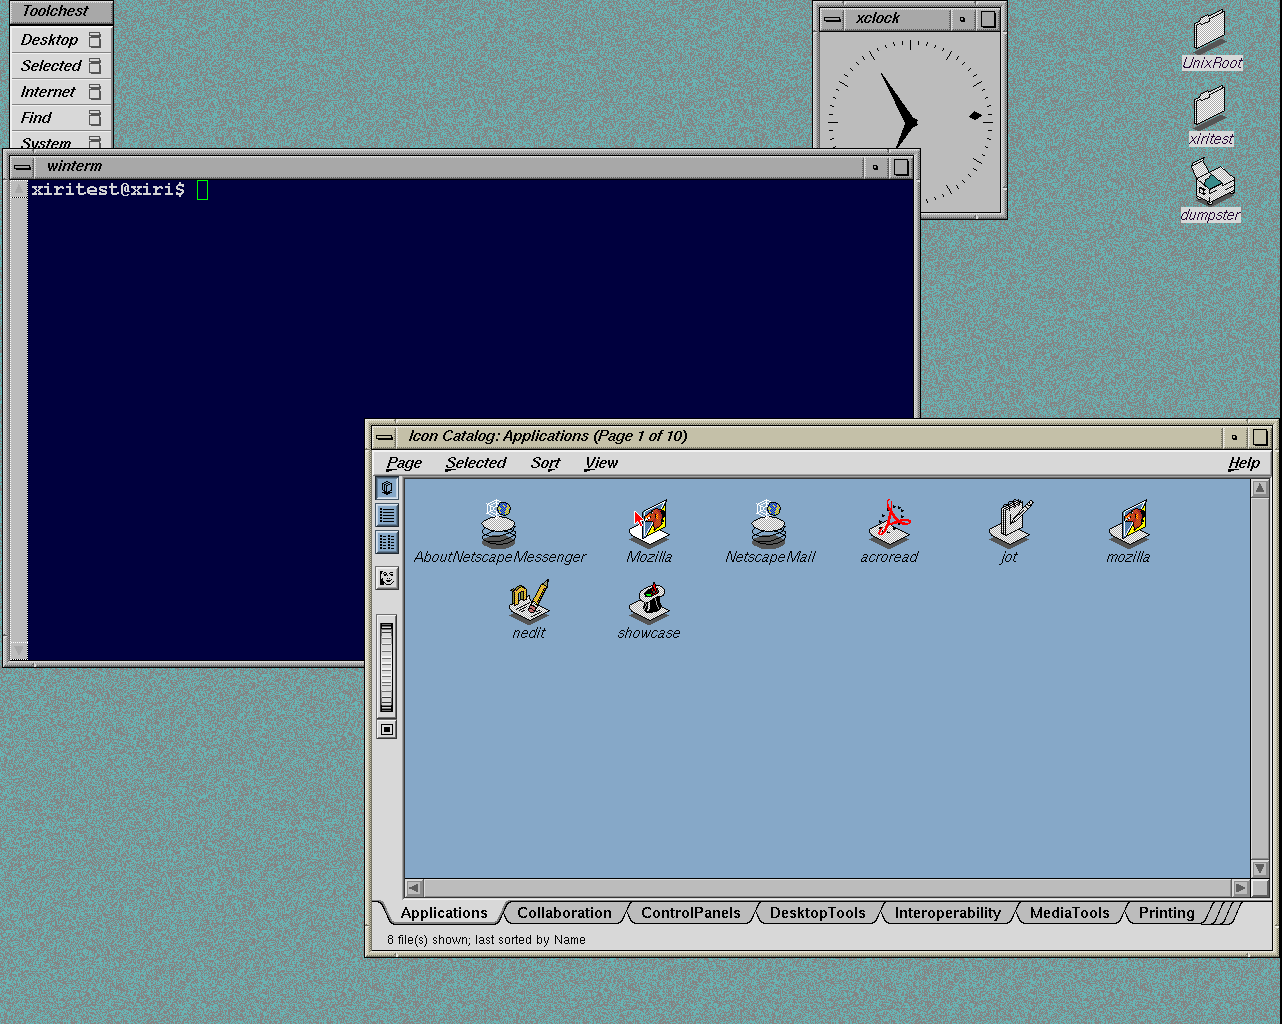 Toolchest
Desktop
Selected
Internet
Find
System
xclock
UnixRoot
xiritest
dumpster
winterm
xiritest@xiri$
Icon Catalog: Applications (Page 1 of 10)
Page Selected Sort View Help
AboutNetscapeMessenger Mozilla NetscapeMail acroread jot mozilla
nedit showcase
Applications Collaboration ControlPanels DesktopTools Interoperability MediaTools Printing
8 file(s) shown; last sorted by Name